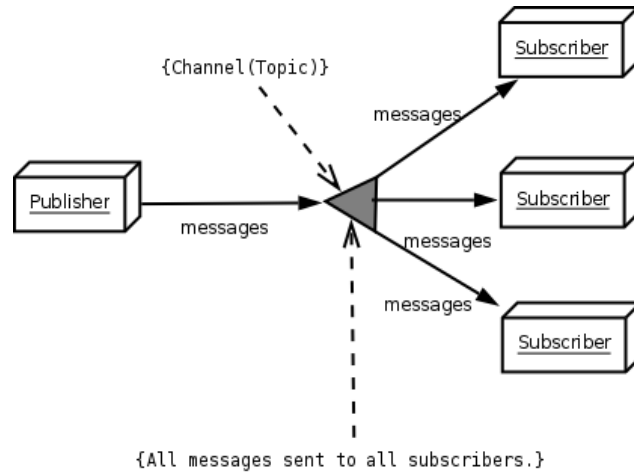 Subscriber
{Channel(Topic)}
messages
Publisher
messages
Subscriber
messages
messages
Subscriber
{All messages sent to all subscribers.}